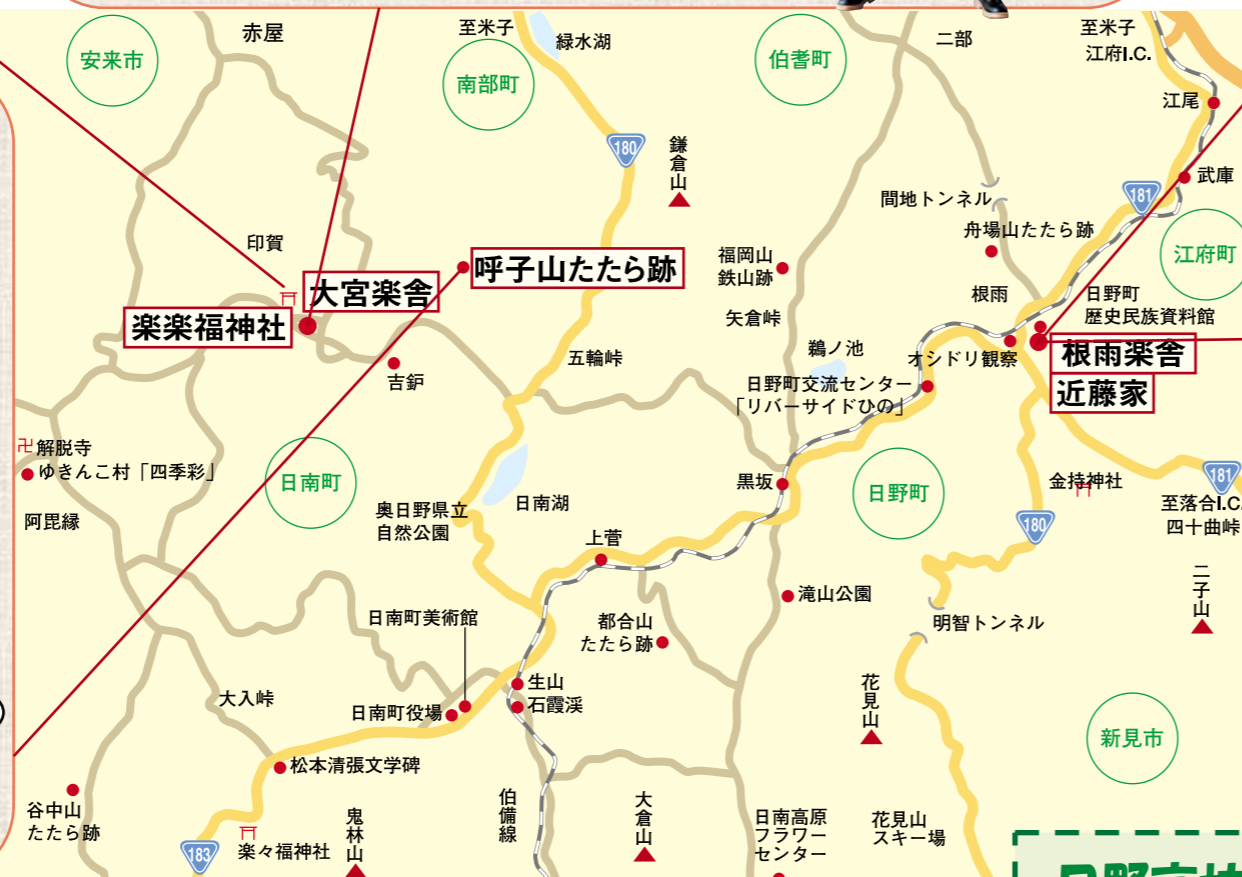 赤屋
安来市
至米子
緑水湖
南部町
伯耆町
二部
至米子
江府I.C.
江尾
180
鎌倉山
181
武庫
間地トンネル
舟場山たたら跡
江府町
印賀
大宮楽舎
楽楽福神社
呼子山たたら跡
福岡山
鉄山跡
矢倉峠
根雨
日野町
歴史民族資料館
鵜ノ池
オシドリ観察
根雨楽舎
近藤家
五輪峠
吉鈩
日野町交流センター
「リバーサイドひの」
卍解脱寺
ゆきんこ村「四季彩」
阿毘縁
日南町
奥日野県立
自然公園
日南湖
黒坂
日野町
金持神社
181
至落合I.C.
四十曲峠
180
上菅
滝山公園
二子山
日南町美術館
都合山
たたら跡
明智トンネル
大入峠
日南町役場
生山
石霞渓
花見山
新見市
松本清張文学碑
谷中山
たたら跡
183
楽々福神社
鬼林山
伯備線
大倉山
日南高原
フラワー
センター
花見山
スキー場